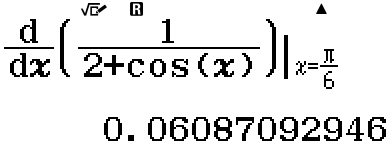 √ R ▲
d/dx(1/(2+cos(x)))|x=π/6
0.06087092946